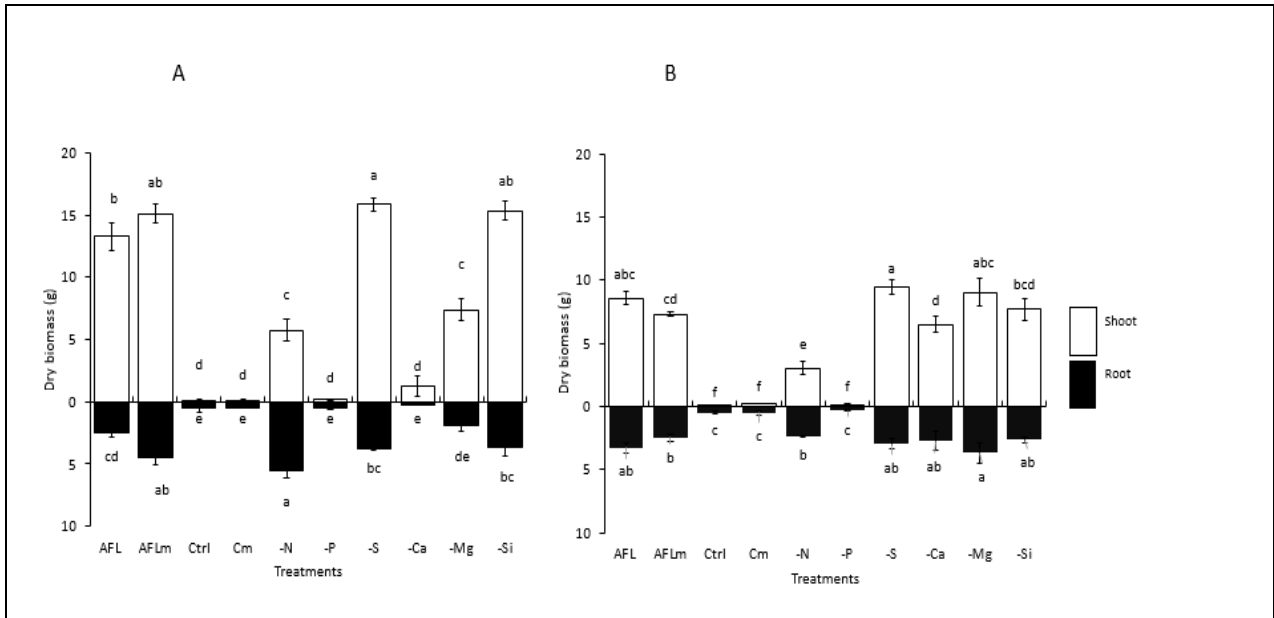 A
B
20
15
10
5
0
5
10
Dry biomass (g)
b
ab
d
d
c
d
a
d
c
ab
cd
ab
e
e
a
e
bc
e
de
bc
AFL AFLm Ctrl Cm -N -P -S -Ca -Mg -Si
Treatments
20
15
10
5
0
5
10
Dry biomass (g)
abc
cd
f
f
e
f
a
d
abc
bcd
ab
b
c
c
b
c
ab
ab
a
ab
AFL AFLm Ctrl Cm -N -P -S -Ca -Mg -Si
Treatments
Shoot
Root